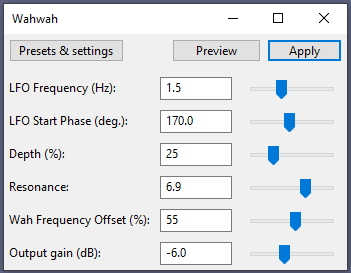 Wahwah
Presets & settings Preview Apply
LFO Frequency (Hz): 1.5
LFO Start Phase (deg.): 170.0
Depth (%): 25
Resonance: 6.9
Wah Frequency Offset (%): 55
Output gain (dB): -6.0